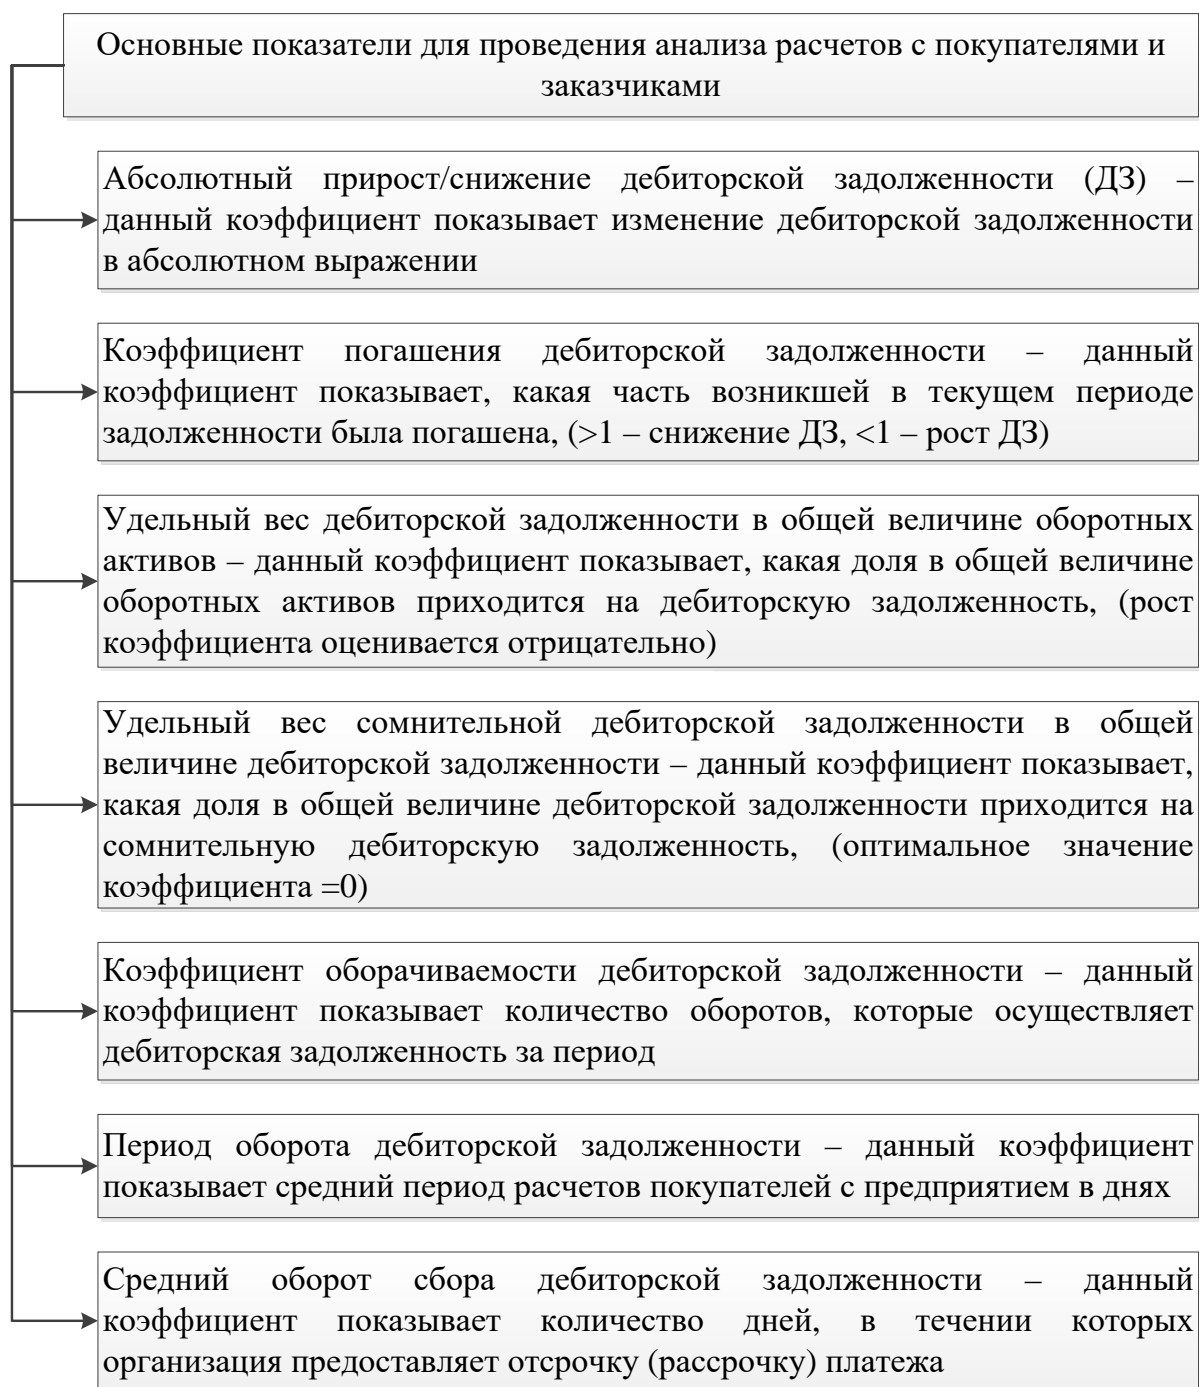 Основные показатели для проведения анализа расчетов с покупателями и
заказчиками
Абсолютный прирост/снижение дебиторской задолженности (ДЗ) –
данный коэффициент показывает изменение дебиторской задолженности
в абсолютном выражении
Коэффициент погашения дебиторской задолженности – данный
коэффициент показывает, какая часть возникшей в текущем периоде
задолженности была погашена, (>1 – снижение ДЗ, <1 – рост ДЗ)
Удельный вес дебиторской задолженности в общей величине оборотных
активов – данный коэффициент показывает, какая доля в общей величине
оборотных активов приходится на дебиторскую задолженность, (рост
коэффициента оценивается отрицательно)
Удельный вес сомнительной дебиторской задолженности в общей
величине дебиторской задолженности – данный коэффициент показывает,
какая доля в общей величине дебиторской задолженности приходится на
сомнительную дебиторскую задолженность, (оптимальное значение
коэффициента =0)
Коэффициент оборачиваемости дебиторской задолженности – данный
коэффициент показывает количество оборотов, которые осуществляет
дебиторская задолженность за период
Период оборота дебиторской задолженности – данный коэффициент
показывает средний период расчетов покупателей с предприятием в днях
Средний оборот сбора дебиторской задолженности – данный
коэффициент показывает количество дней, в течении которых
организация предоставляет отсрочку (рассрочку) платежа